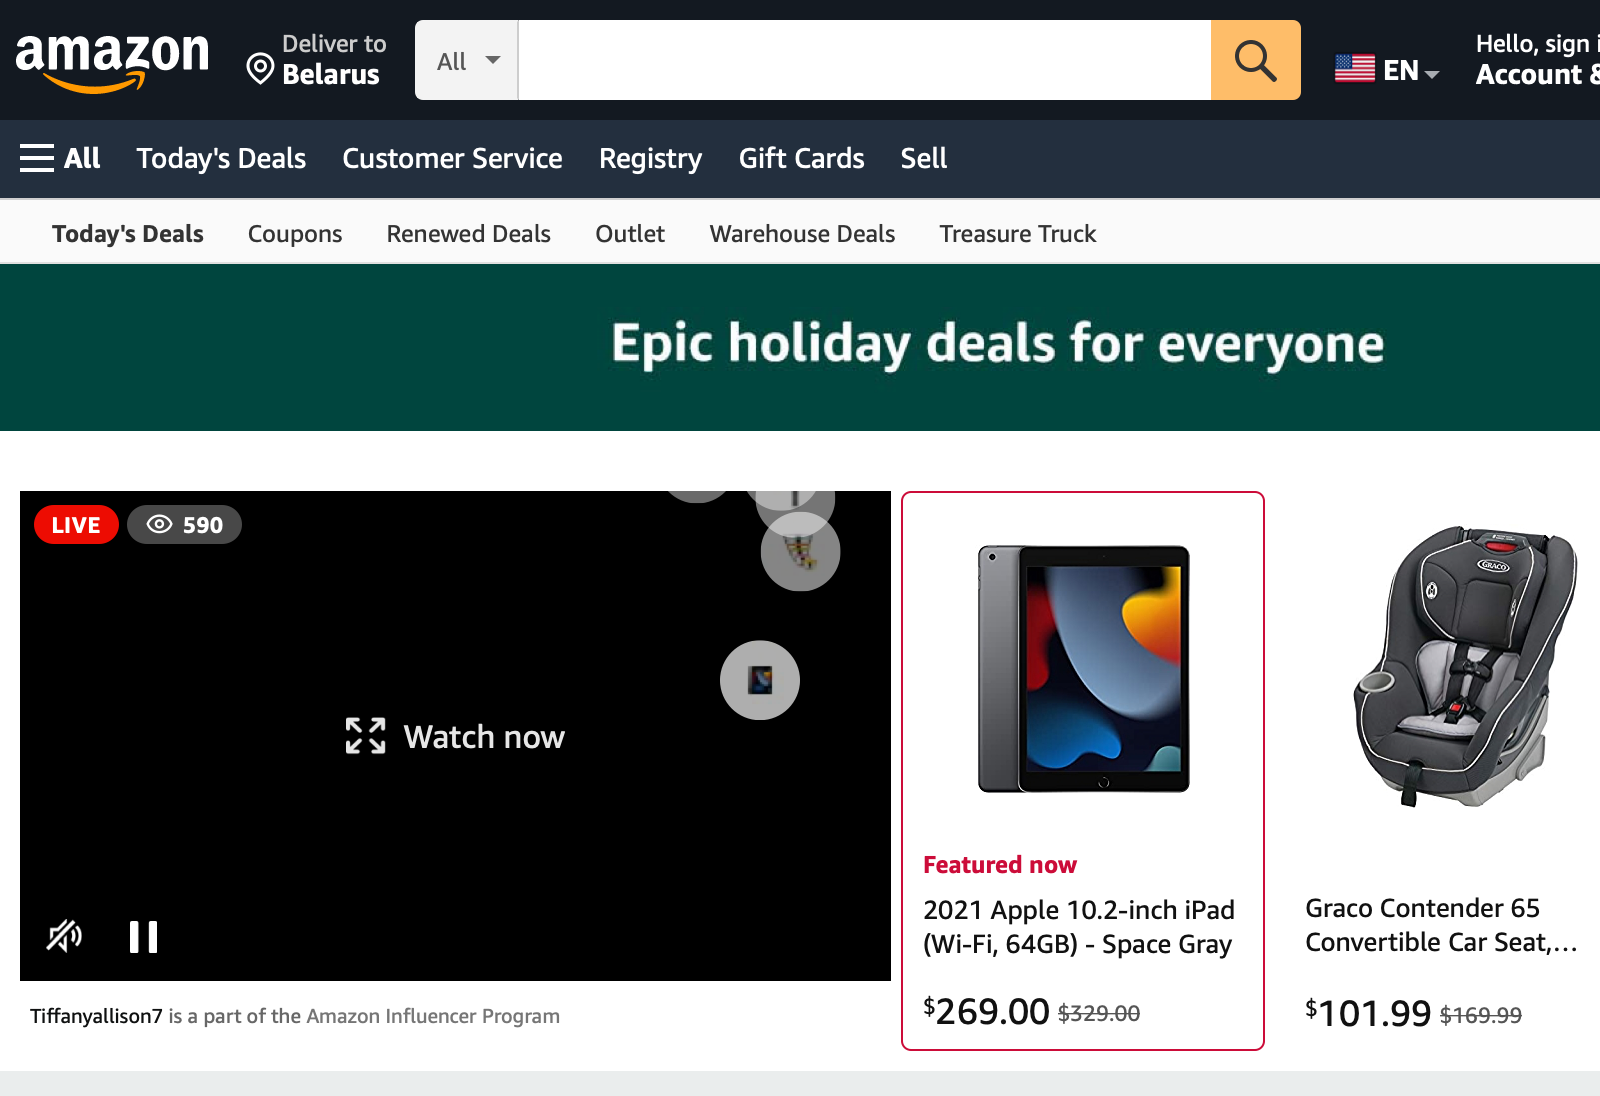 amazon
Deliver to
Belarus
All
EN
Hello, sign i
Account &
All Today's Deals Customer Service Registry Gift Cards Sell
Today's Deals Coupons Renewed Deals Outlet Warehouse Deals Treasure Truck
Epic holiday deals for everyone
LIVE 590
Watch now
Tiffanyallison7 is a part of the Amazon Influencer Program
Featured now
2021 Apple 10.2-inch iPad
(Wi-Fi, 64GB) - Space Gray
$269.00 $329.00
GRACO
Graco Contender 65
Convertible Car Seat,...
$101.99 $169.99